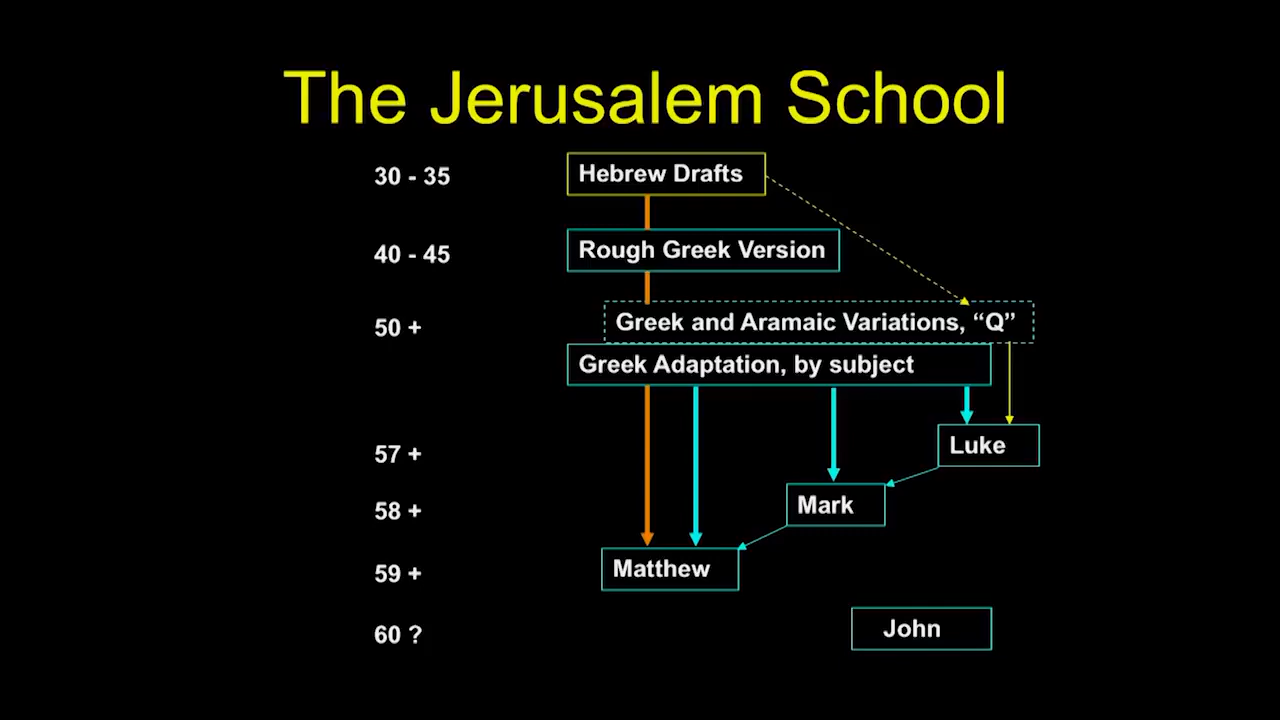 The Jerusalem School
30 - 35
Hebrew Drafts
40 - 45
Rough Greek Version
50 +
Greek and Aramaic Variations, “Q”
Greek Adaptation, by subject
57 +
Luke
58 +
Mark
59 +
Matthew
60 ?
John